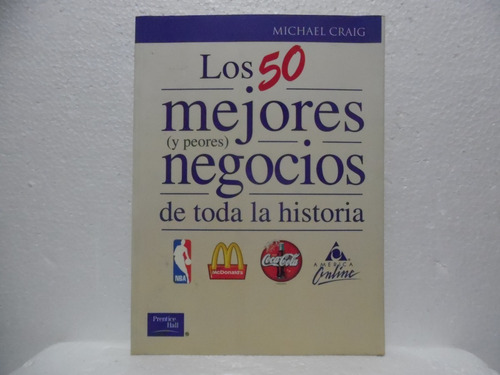 MICHAEL CRAIG
Los 50
mejores
(y peores)
negocios
de toda la historia
NBA
McDonald's
Coca-Cola
AMERICA
Online
Prentice
Hall